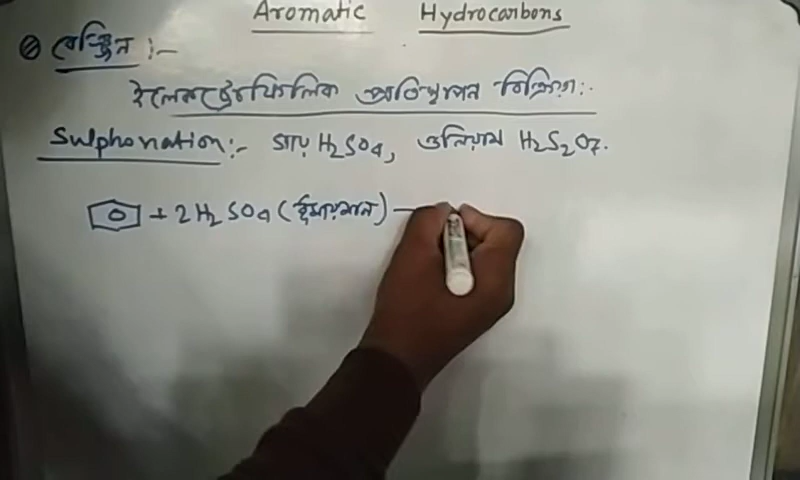 Aromatic Hydrocarbons
বেঞ্জিন :-
ইলেকট্রোফিলিক প্রতিস্থাপন বিক্রিয়া:-
Sulphonation:- গাঢ় H2SO4, ওলিয়াম H2S2O7.
+ 2H2SO4 (ধূমায়মান)